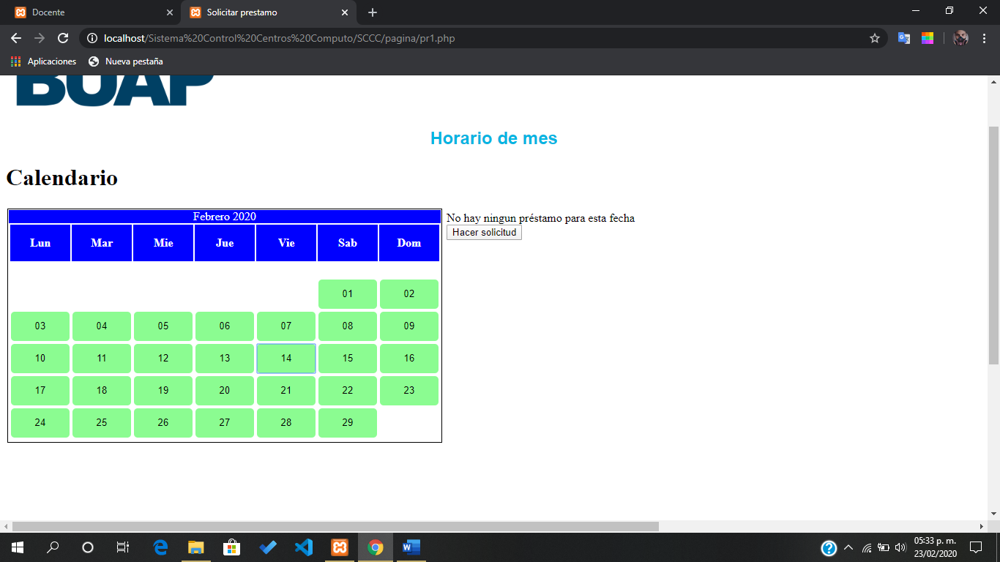 Docente
Solicitar prestamo
localhost/Sistema%20Control%20Centros%20Computo/SCCC/pagina/pr1.php
Aplicaciones
Nueva pestaña
BUAP
Horario de mes
Calendario
Febrero 2020
Lun Mar Mie Jue Vie Sab Dom
01 02
03 04 05 06 07 08 09
10 11 12 13 14 15 16
17 18 19 20 21 22 23
24 25 26 27 28 29
No hay ningun préstamo para esta fecha
Hacer solicitud
05:33 p. m.
23/02/2020